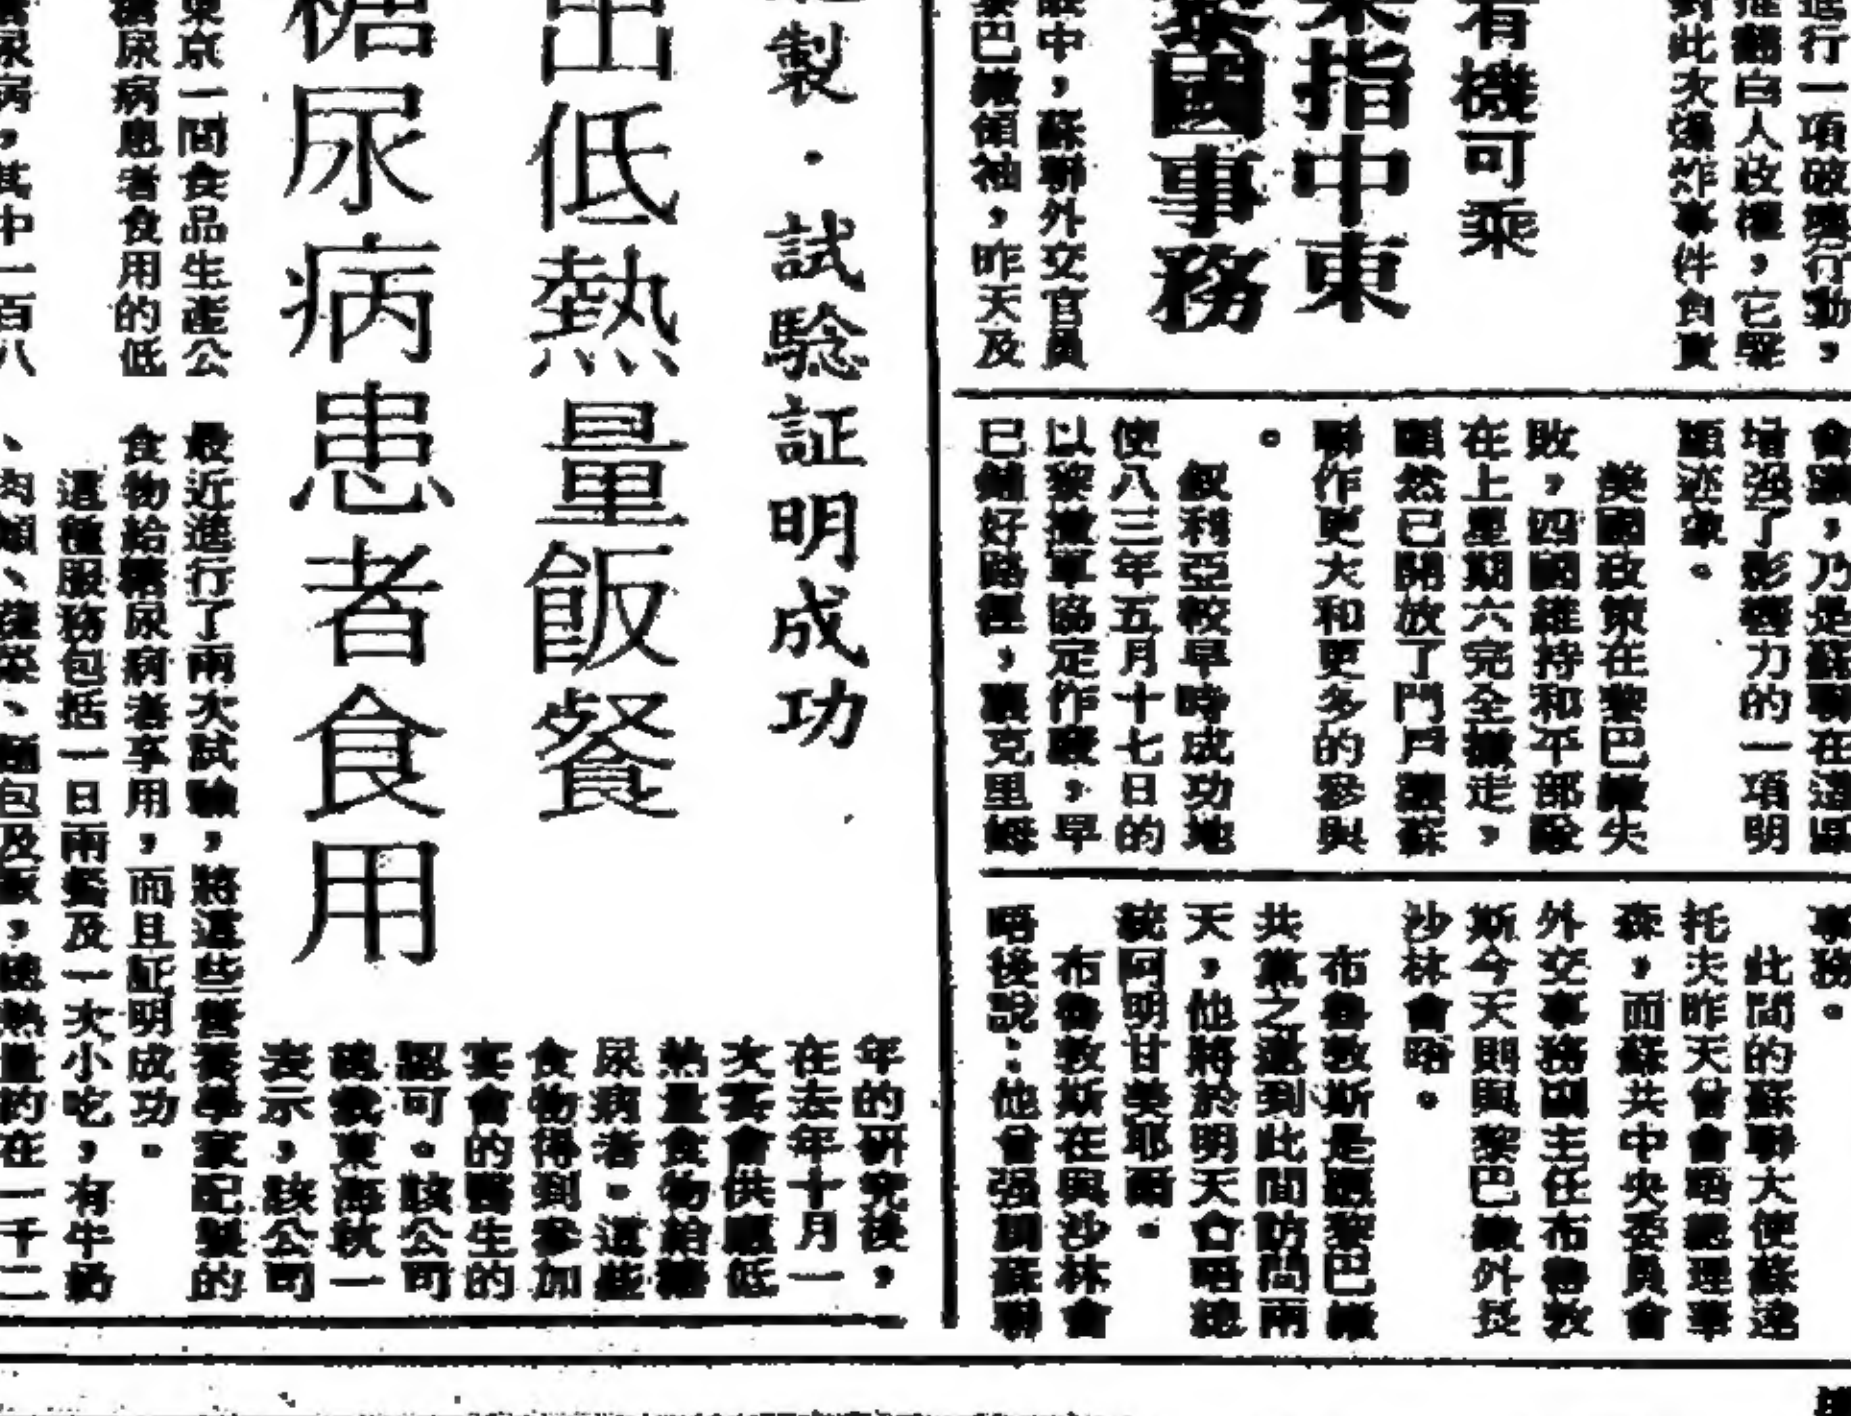 進行一項破壞行動，
推翻白人政權，它聲
對此次爆炸事件負責
有機可乘
指中東
黎國事務
中，蘇聯外交官員
黎巴嫩領袖，昨天及
會議，乃是蘇聯在這區
增强了影響力的一項明
顯迹象。
美國政策在黎巴嫩失
敗，四國維持和平部隊
在上星期六完全撤走，
顯然已開放了門戶讓蘇
聯作更大和更多的參與
。
叙利亞較早時成功地
使八三年五月十七日的
以黎撤軍協定作廢，早
已鋪好路徑，讓克里姆
事務。
此間的蘇聯大使蘇達
托夫昨天曾會晤總理華
森，而蘇共中央委員會
外交事務副主任布魯敦
斯今天則與黎巴嫩外長
沙林會晤。
布魯敦斯是應黎巴嫩
共黨之邀到此間訪問兩
天，他將於明天會晤總
統阿明甘美耶爾。
布魯敦斯在與沙林會
晤後說：他曾强調蘇聯
製．試驗証明成功
出低熱量飯餐
糖尿病患者食用
東京一間食品生產公
糖尿病患者食用的低
尿病，其中一百八
年的研究後，
在去年十月一
次宴會供應低
熱量食物給糖
尿病者。這些
食物得到參加
宴會的醫生的
認可。該公司
總裁東海一
表示，該公司
最近進行了兩次試驗，將這些營養學家配製的
食物給糖尿病者享用，而且証明成功。
這種服務包括一日兩餐及一次小吃，有牛奶
、肉類、蔬菜、麵包及飯，總熱量約在一千二